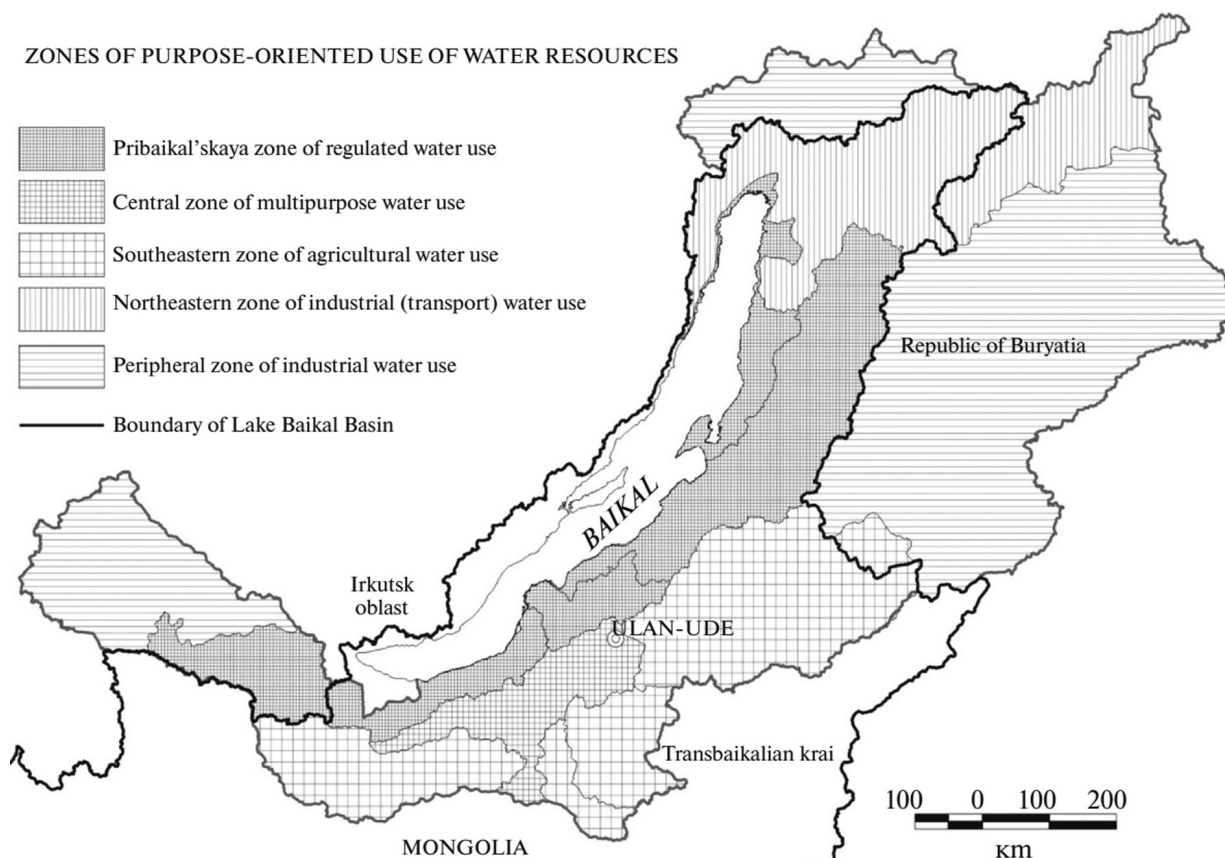 ZONES OF PURPOSE-ORIENTED USE OF WATER RESOURCES
Pribaikal'skaya zone of regulated water use
Central zone of multipurpose water use
Southeastern zone of agricultural water use
Northeastern zone of industrial (transport) water use
Peripheral zone of industrial water use
Boundary of Lake Baikal Basin
Republic of Buryatia
BAIKAL
Irkutsk
oblast
ULAN-UDE
Transbaikalian krai
MONGOLIA
100 0 100 200
км